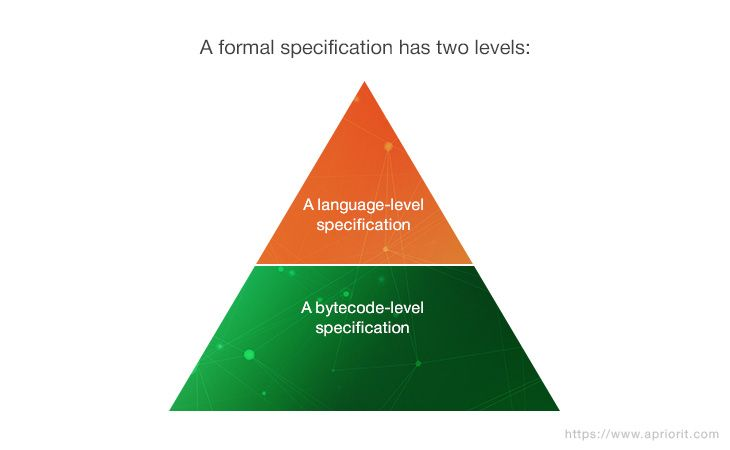 A formal specification has two levels:
A language-level
specification
A bytecode-level
specification
https://www.apriorit.com